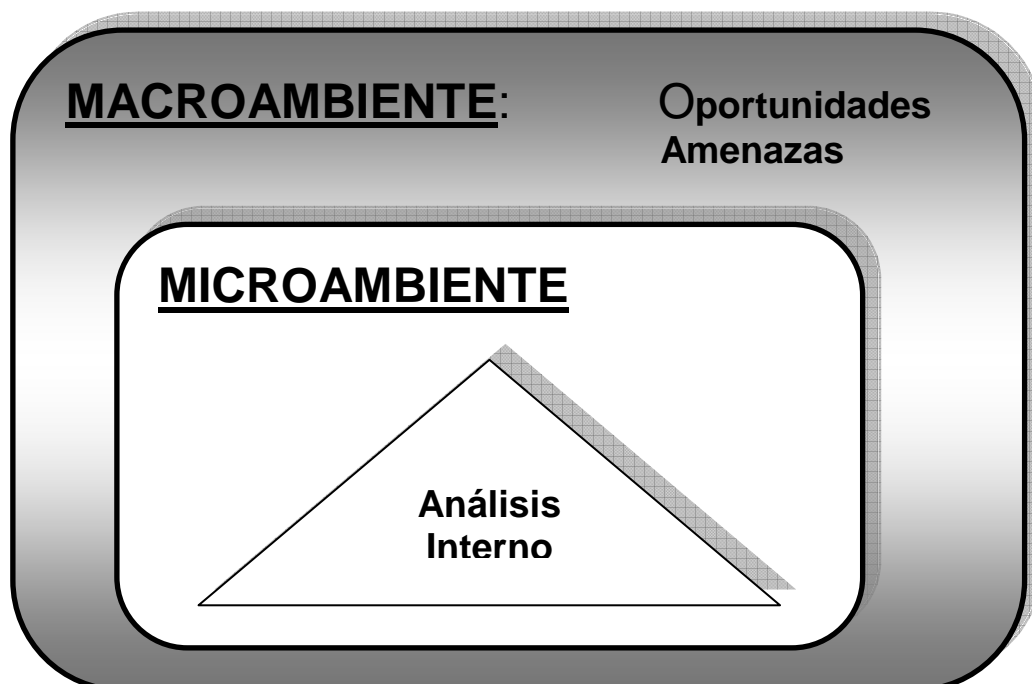 MACROAMBIENTE: Oportunidades
Amenazas
MICROAMBIENTE
Análisis
Interno